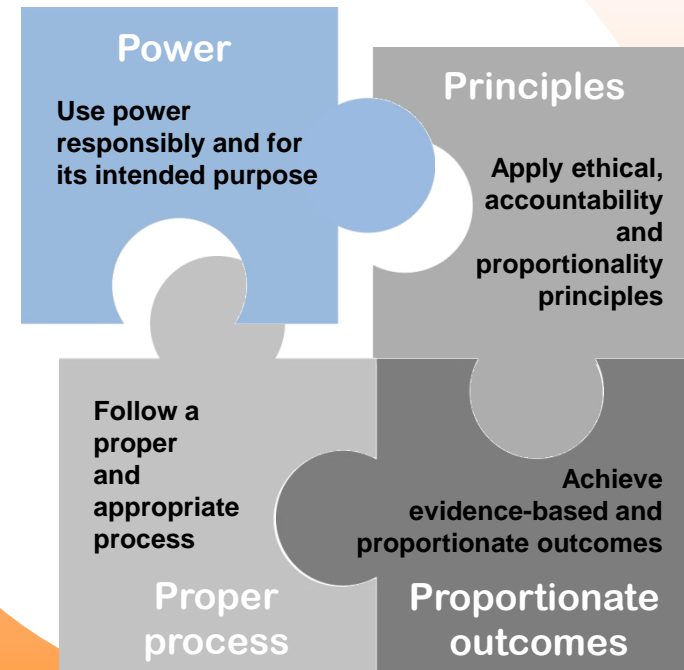 Power
Use power
responsibly and for
its intended purpose
Principles
Apply ethical,
accountability
and
proportionality
principles
Follow a
proper
and
appropriate
process
Proper
process
Achieve
evidence-based and
proportionate outcomes
Proportionate
outcomes